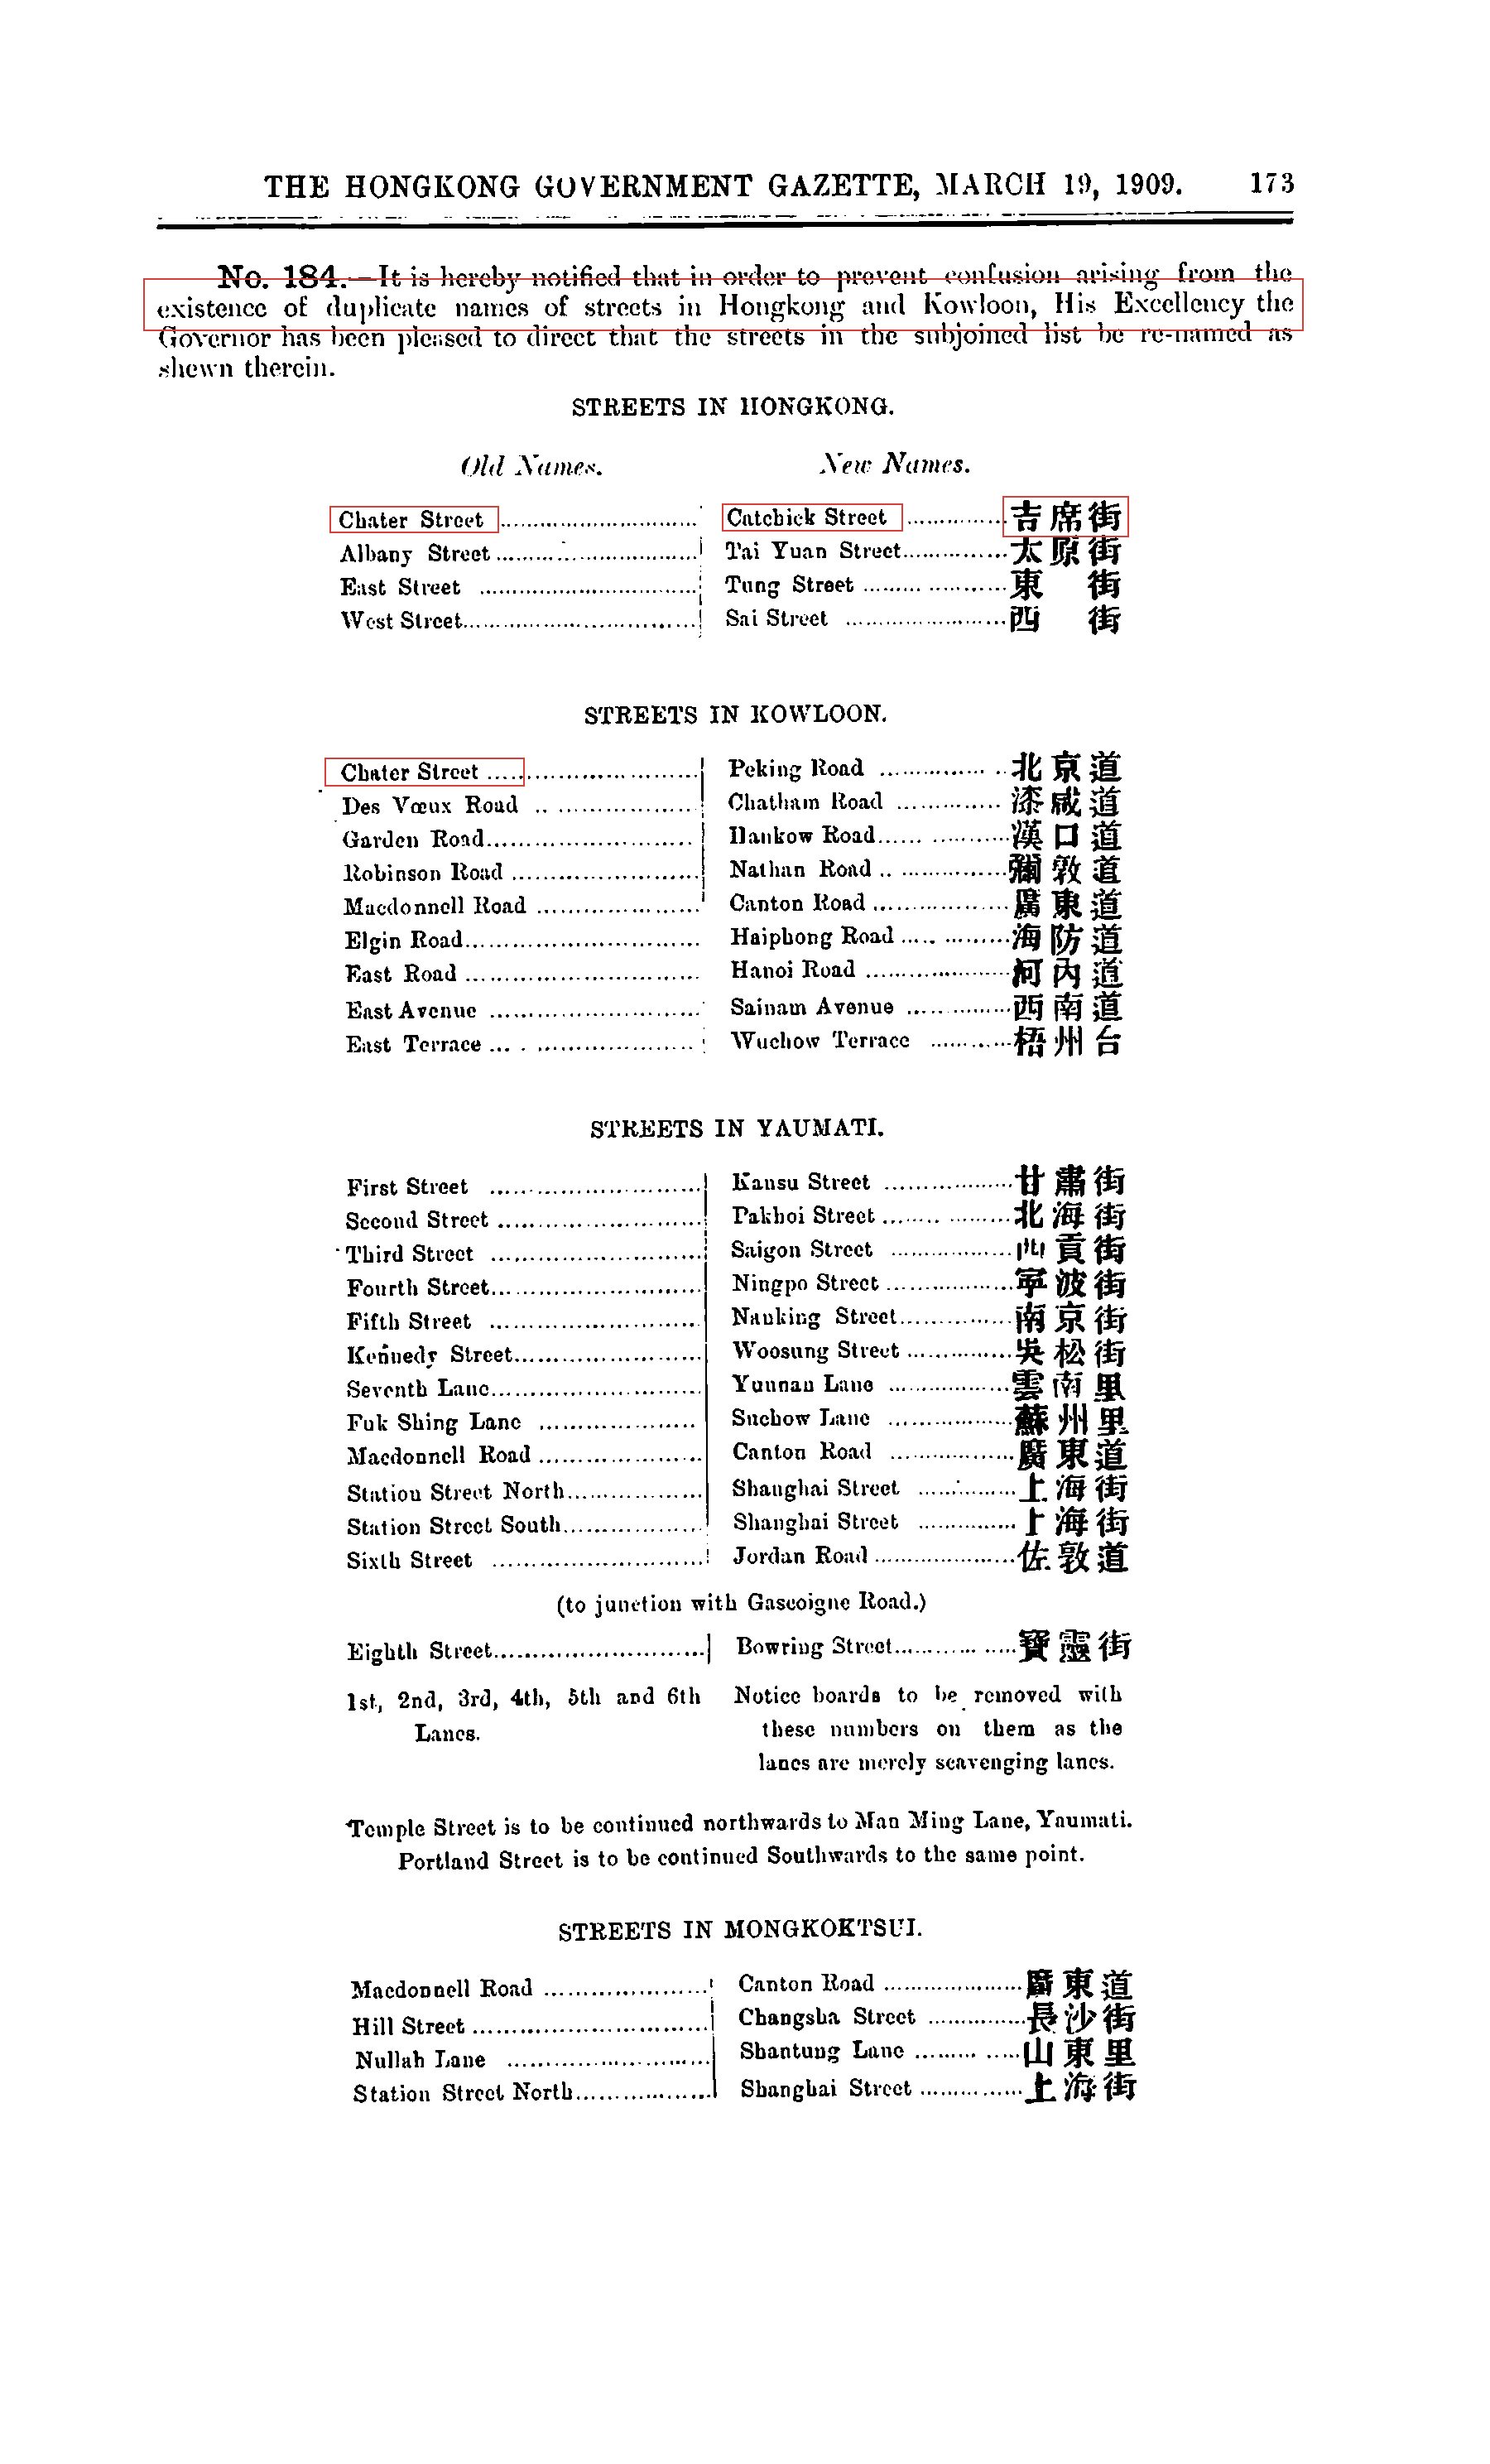 THE HONGKONG GOVERNMENT GAZETTE, MARCH 19, 1909. 173
No. 184.—It is hereby notified that in order to prevent confusion arising from the
existence of duplicate names of streets in Hongkong and Kowloon, His Excellency the
Governor has been pleased to direct that the streets in the subjoined list be re-named as
shewn therein.
STREETS IN HONGKONG.
Old Names. New Names.
Chater Street Catchick Street 吉席街
Albany Street Tai Yuan Street 太原街
East Street Tung Street 東 街
West Street Sai Street 西 街
STREETS IN KOWLOON.
Chater Street Peking Road 北京道
Des Vœux Road Chatham Road 漆咸道
Garden Road Hankow Road 漢口道
Robinson Road Nathan Road 彌敦道
Macdonnell Road Canton Road 廣東道
Elgin Road Haiphong Road 海防道
East Road Hanoi Road 河內道
East Avenue Sainam Avenue 西南道
East Terrace Wuchow Terrace 梧州台
STREETS IN YAUMATI.
First Street Kansu Street 甘肅街
Second Street Pakhoi Street 北海街
Third Street Saigon Street 西貢街
Fourth Street Ningpo Street 寧波街
Fifth Street Nanking Street 南京街
Kennedy Street Woosung Street 吳松街
Seventh Lane Yunnan Lane 雲南里
Fuk Shing Lane Suchow Lane 蘇州里
Macdonnell Road Canton Road 廣東道
Station Street North Shanghai Street 上海街
Station Street South Shanghai Street 上海街
Sixth Street Jordan Road 佐敦道
(to junction with Gascoigne Road.)
Eighth Street Bowring Street 寶靈街
1st, 2nd, 3rd, 4th, 5th and 6th Notice boards to be removed with
Lanes. these numbers on them as the
lanes are merely scavenging lanes.
Temple Street is to be continued northwards to Man Ming Lane, Yaumati.
Portland Street is to be continued Southwards to the same point.
STREETS IN MONGKOKTSUI.
Macdonnell Road Canton Road 廣東道
Hill Street Changsha Street 長沙街
Nullah Lane Shantung Lane 山東里
Station Street North Shanghai Street 上海街